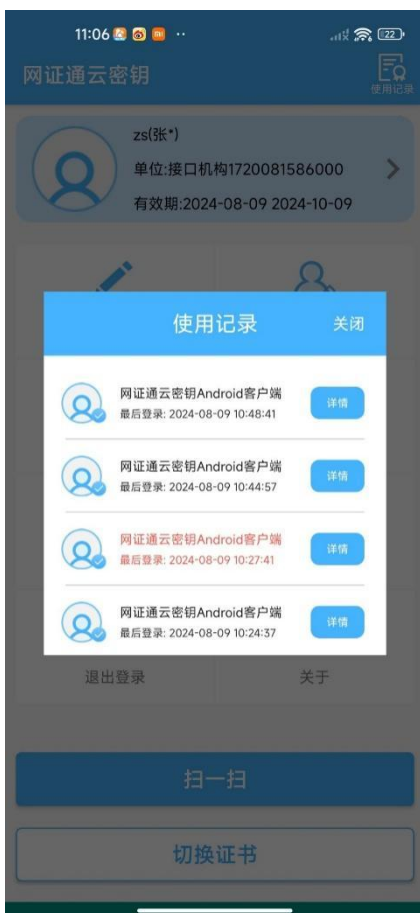 11:06
22
网证通云密钥
使用记录
zs(张*)
单位:接口机构1720081586000
有效期:2024-08-09 2024-10-09
使用记录
关闭
网证通云密钥Android客户端
最后登录: 2024-08-09 10:48:41
详情
网证通云密钥Android客户端
最后登录: 2024-08-09 10:44:57
详情
网证通云密钥Android客户端
最后登录: 2024-08-09 10:27:41
详情
网证通云密钥Android客户端
最后登录: 2024-08-09 10:24:37
详情
退出登录
关于
扫一扫
切换证书